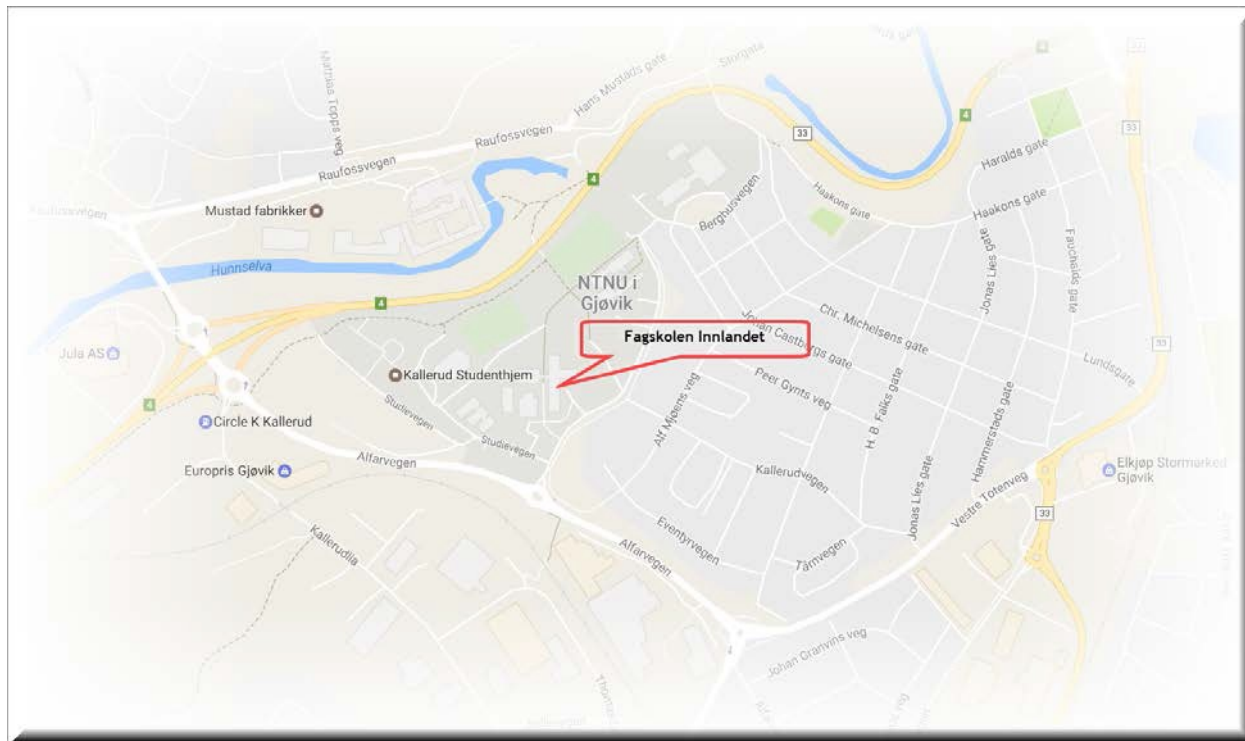 Mathias Topps veg
Hans Mustads gate
Storgata
Raufossvegen
Raufossvegen
Mustad fabrikker
Hunnselva
Jula AS
4
4
4
4
4
33
33
33
33
33
Haralds gate
Haakons gate
Haakons gate
Berghusvegen
Jonas Lies gate
Fauchalds gate
NTNU i
Gjøvik
Fagskolen Innlandet
Chr. Michelsens gate
Johan Castbergs gate
Peer Gynts veg
Lundsgate
Kallerud Studenthjem
Studievegen
Studievegen
Alf Mjøens veg
H. B. Falks gate
Hammerstads gate
Jonas Lies gate
Circle K Kallerud
Europris Gjøvik
Alfarvegen
Kallerudvegen
Vestre Totenveg
Elkjøp Stormarked
Gjøvik
Kallerudlia
Eventyrvegen
Tårnvegen
Alfarvegen
Johan Granvins veg